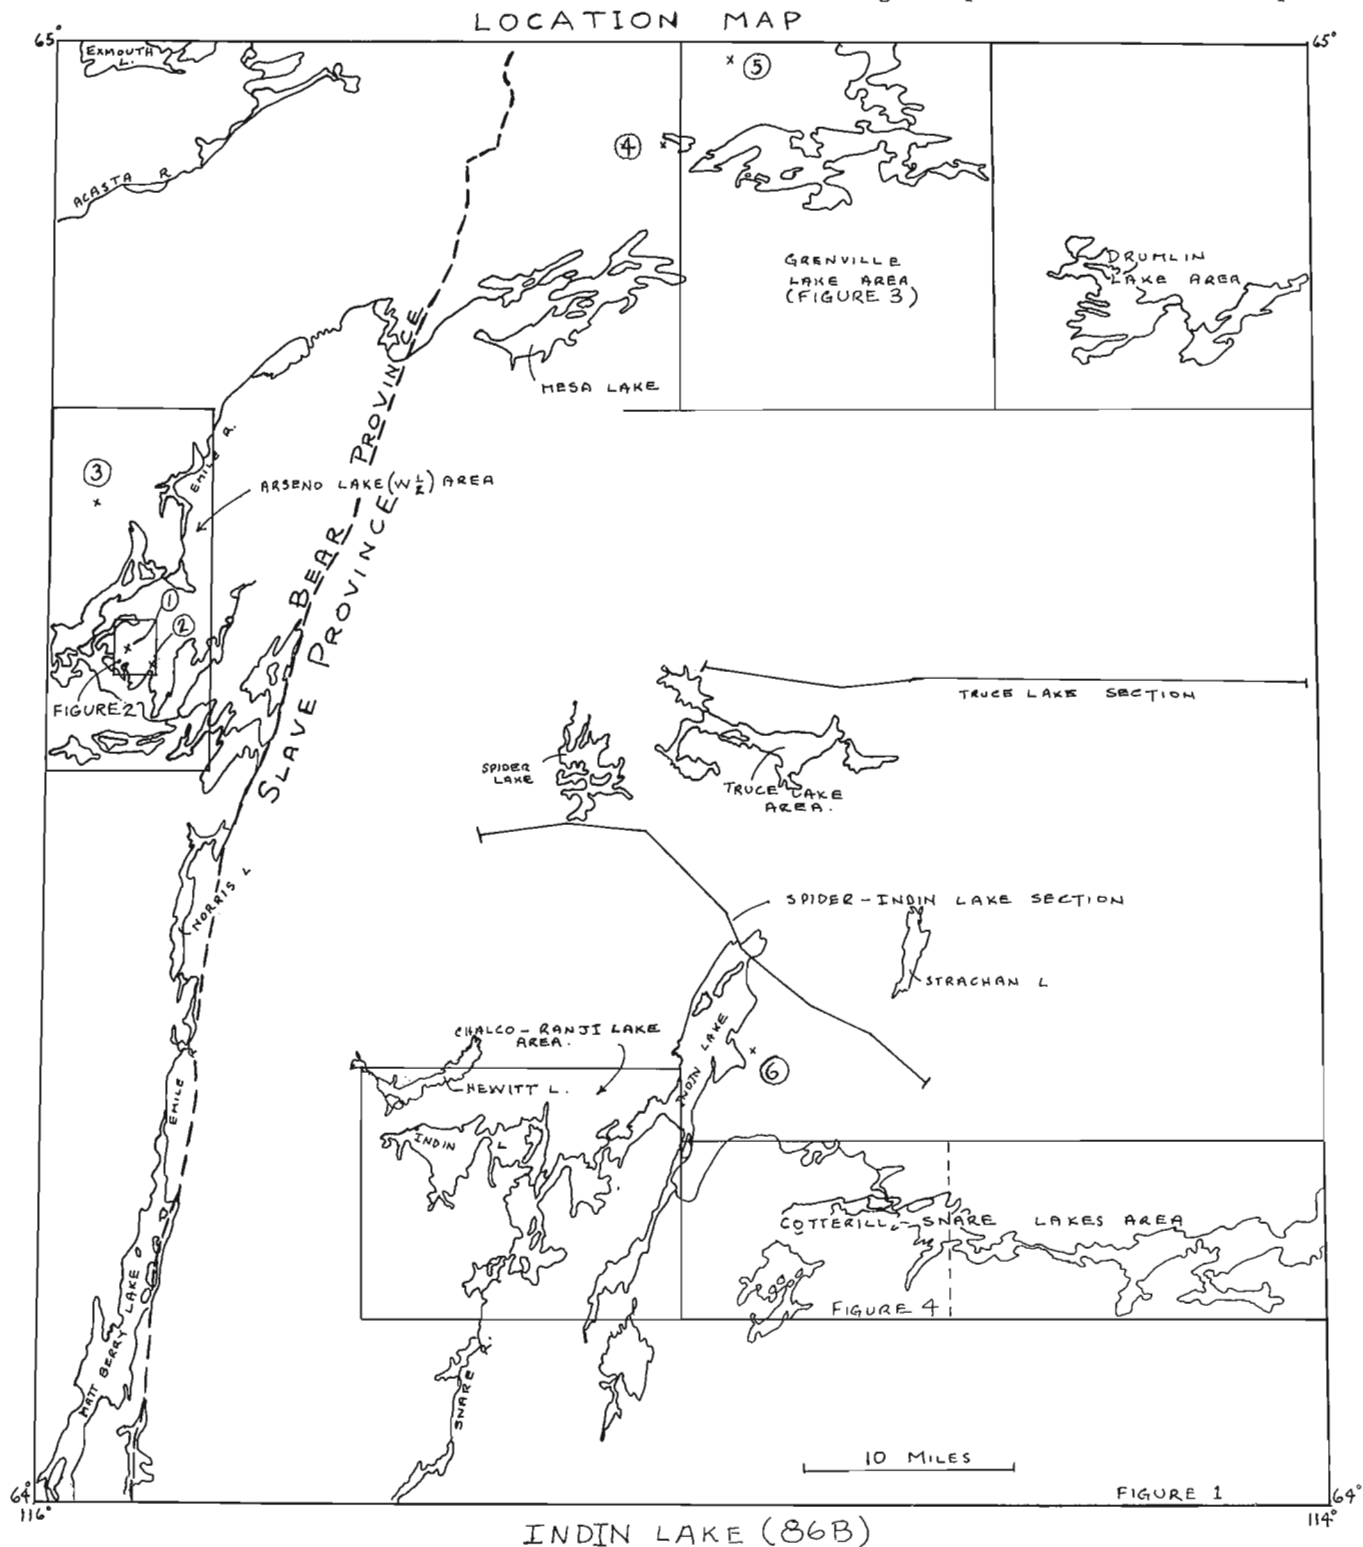 LOCATION MAP
65°
65°
EXMOUTH
L.
⑤
④
ACASTA R
GRENVILLE
LAKE AREA
(FIGURE 3)
DRUMLIN
LAKE AREA
MESA LAKE
③
EMILE R.
ARSENO LAKE (W½) AREA
BEAR PROVINCE
SLAVE PROVINCE
①
②
FIGURE 2
TRUCE LAKE SECTION
SPIDER
LAKE
TRUCE LAKE
AREA.
NORRIS L
SPIDER-INDIN LAKE SECTION
STRACHAN L
CHALCO-RANJI LAKE
AREA.
INDIN LAKE
⑥
HEWITT L.
EMILE R
INDIN L
COTTERILL-SNARE LAKES AREA
FIGURE 4
MATT BERRY LAKE
SNARE R.
10 MILES
FIGURE 1
64°
64°
116°
114°
INDIN LAKE (86B)